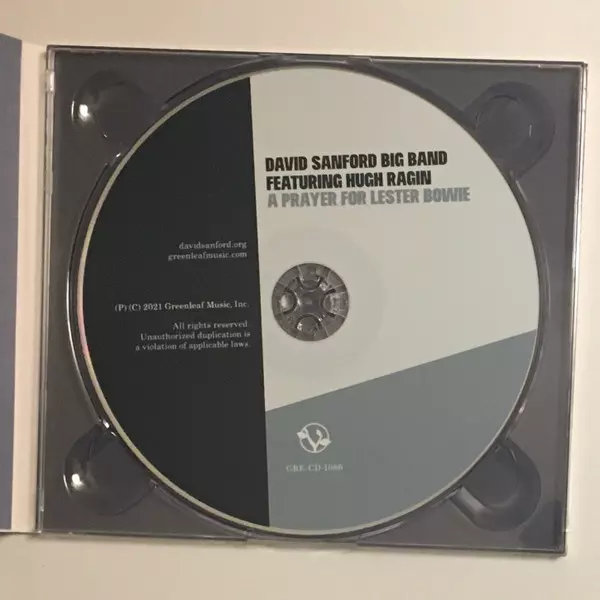 DAVID SANFORD BIG BAND
FEATURING HUGH RAGIN
A PRAYER FOR LESTER BOWIE
davidsanford.org
greenleafmusic.com
(P) (C) 2021 Greenleaf Music, Inc.
All rights reserved.
Unauthorized duplication is
a violation of applicable laws.
GRE-CD-1086